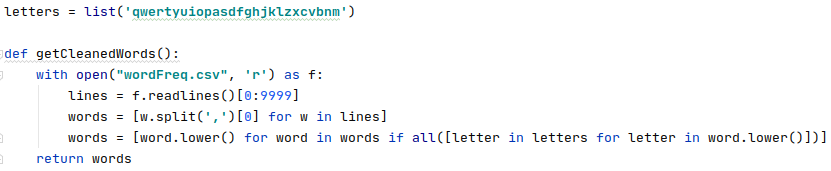 letters = list('qwertyuiopasdfghjklzxcvbnm')
def getCleanedWords():
    with open("wordFreq.csv", 'r') as f:
        lines = f.readlines()[0:9999]
        words = [w.split(',')[0] for w in lines]
        words = [word.lower() for word in words if all([letter in letters for letter in word.lower()])]
    return words